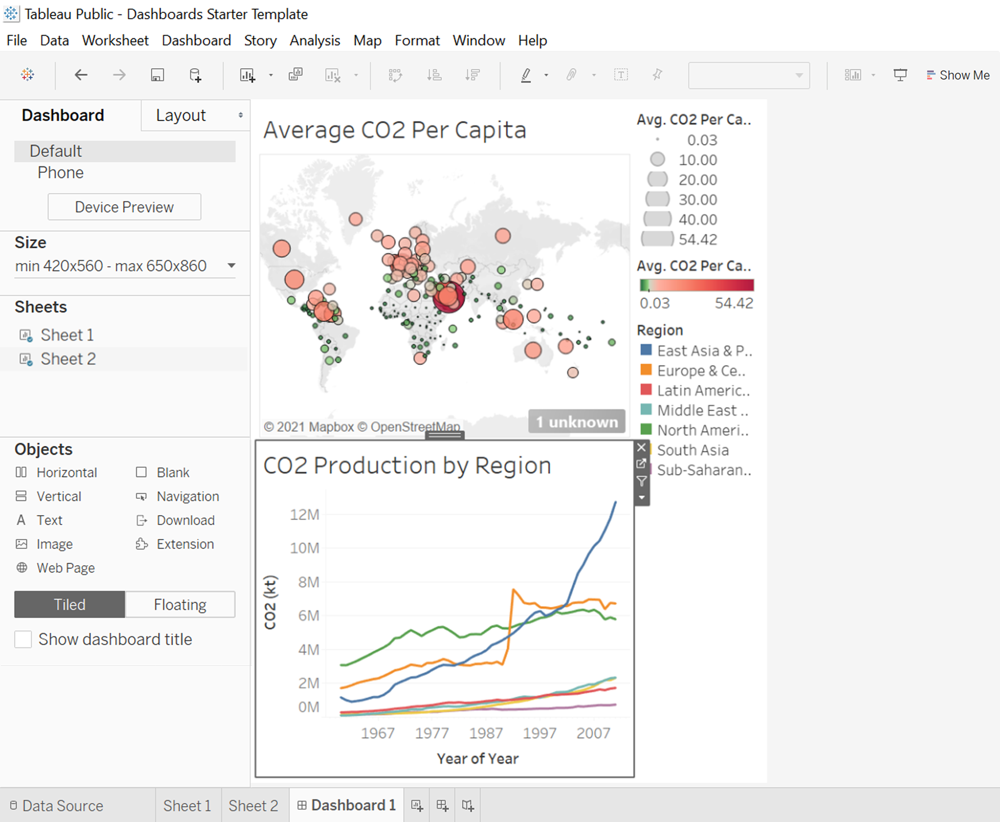 Tableau Public - Dashboards Starter Template
File Data Worksheet Dashboard Story Analysis Map Format Window Help
Show Me
Dashboard
Layout
Default
Phone
Device Preview
Size
min 420x560 - max 650x860
Sheets
Sheet 1
Sheet 2
Objects
Horizontal
Blank
Vertical
Navigation
Text
Download
Image
Extension
Web Page
Tiled
Floating
Show dashboard title
Average CO2 Per Capita
© 2021 Mapbox © OpenStreetMap
1 unknown
Avg. CO2 Per Ca..
0.03
10.00
20.00
30.00
40.00
54.42
Avg. CO2 Per Ca..
0.03 54.42
Region
East Asia & P..
Europe & Ce..
Latin Americ..
Middle East ..
North Ameri..
South Asia
Sub-Saharan..
CO2 Production by Region
CO2 (kt)
12M
10M
8M
6M
4M
2M
0M
1967 1977 1987 1997 2007
Year of Year
Data Source
Sheet 1
Sheet 2
Dashboard 1